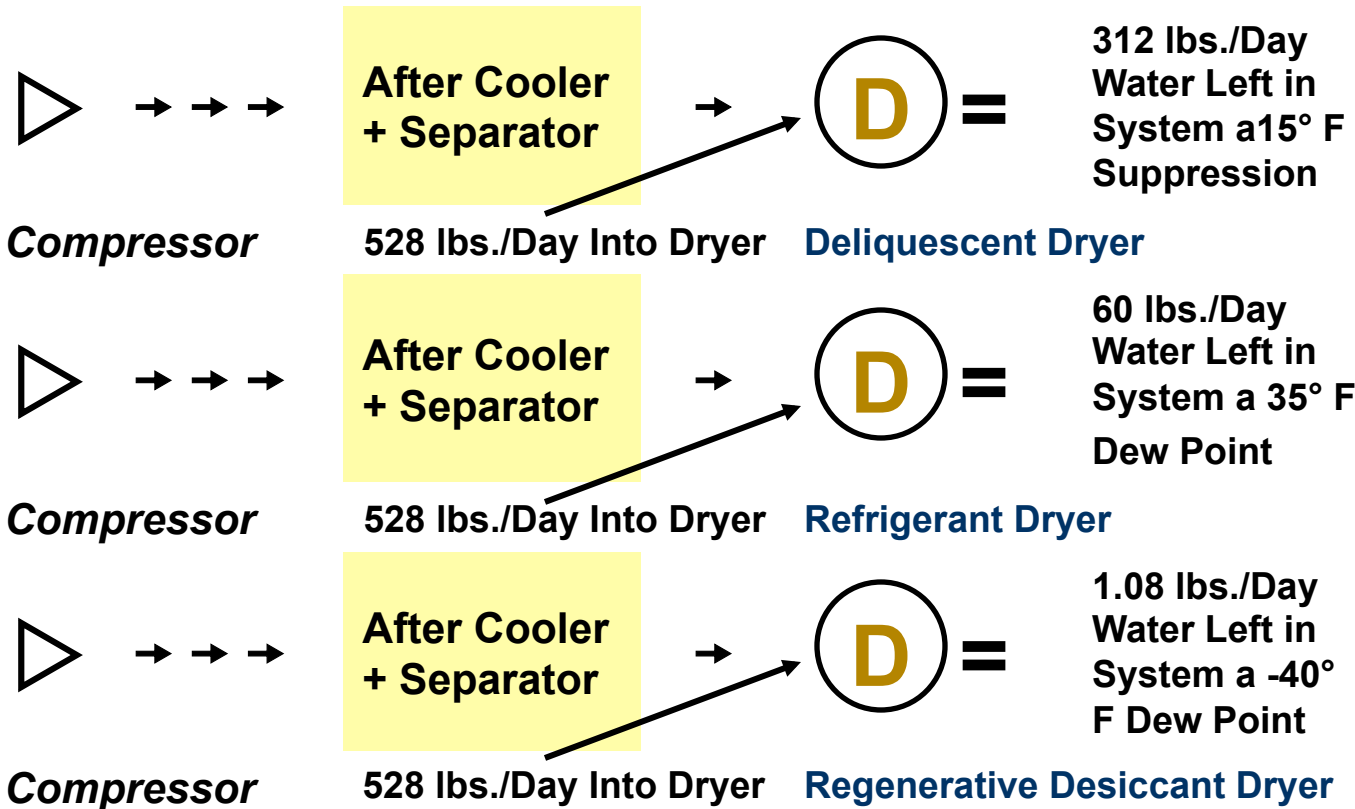 After Cooler
+ Separator
D
=
312 lbs./Day
Water Left in
System a15° F
Suppression
Compressor
528 lbs./Day Into Dryer
Deliquescent Dryer
After Cooler
+ Separator
D
=
60 lbs./Day
Water Left in
System a 35° F
Dew Point
Compressor
528 lbs./Day Into Dryer
Refrigerant Dryer
After Cooler
+ Separator
D
=
1.08 lbs./Day
Water Left in
System a -40°
F Dew Point
Compressor
528 lbs./Day Into Dryer
Regenerative Desiccant Dryer